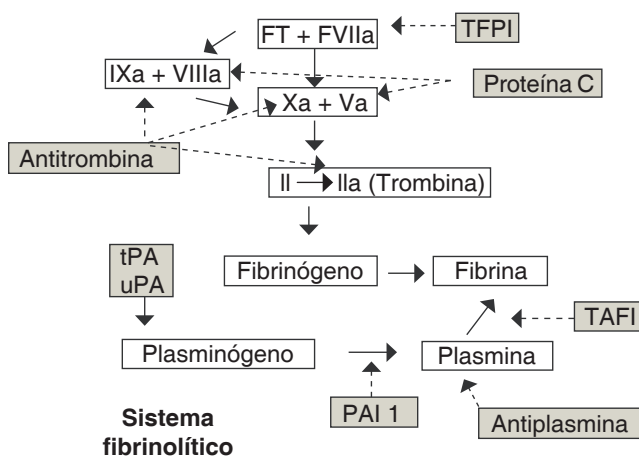 FT + FVIIa
TFPI
IXa + VIIIa
Proteína C
Xa + Va
Antitrombina
II IIa (Trombina)
tPA
uPA
Fibrinógeno
Fibrina
TAFI
Plasminógeno
Plasmina
PAI 1
Antiplasmina
Sistema
fibrinolítico